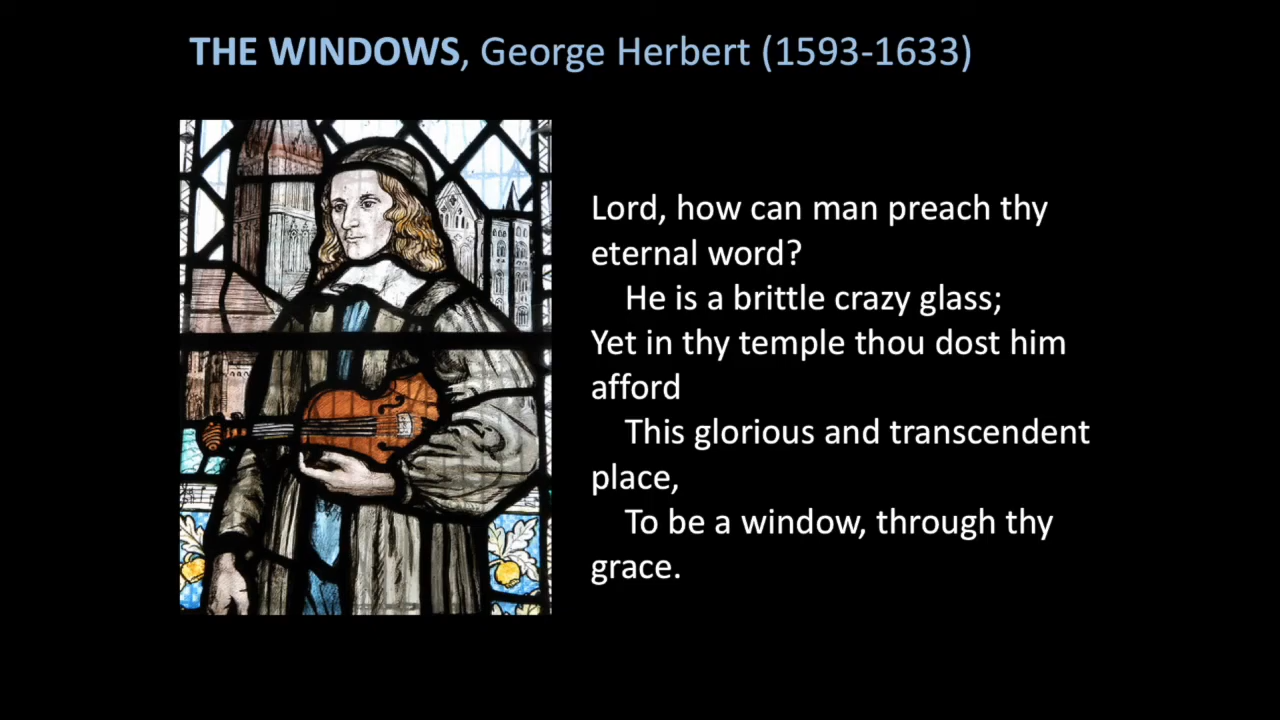 THE WINDOWS, George Herbert (1593-1633)
Lord, how can man preach thy
eternal word?
He is a brittle crazy glass;
Yet in thy temple thou dost him
afford
This glorious and transcendent
place,
To be a window, through thy
grace.